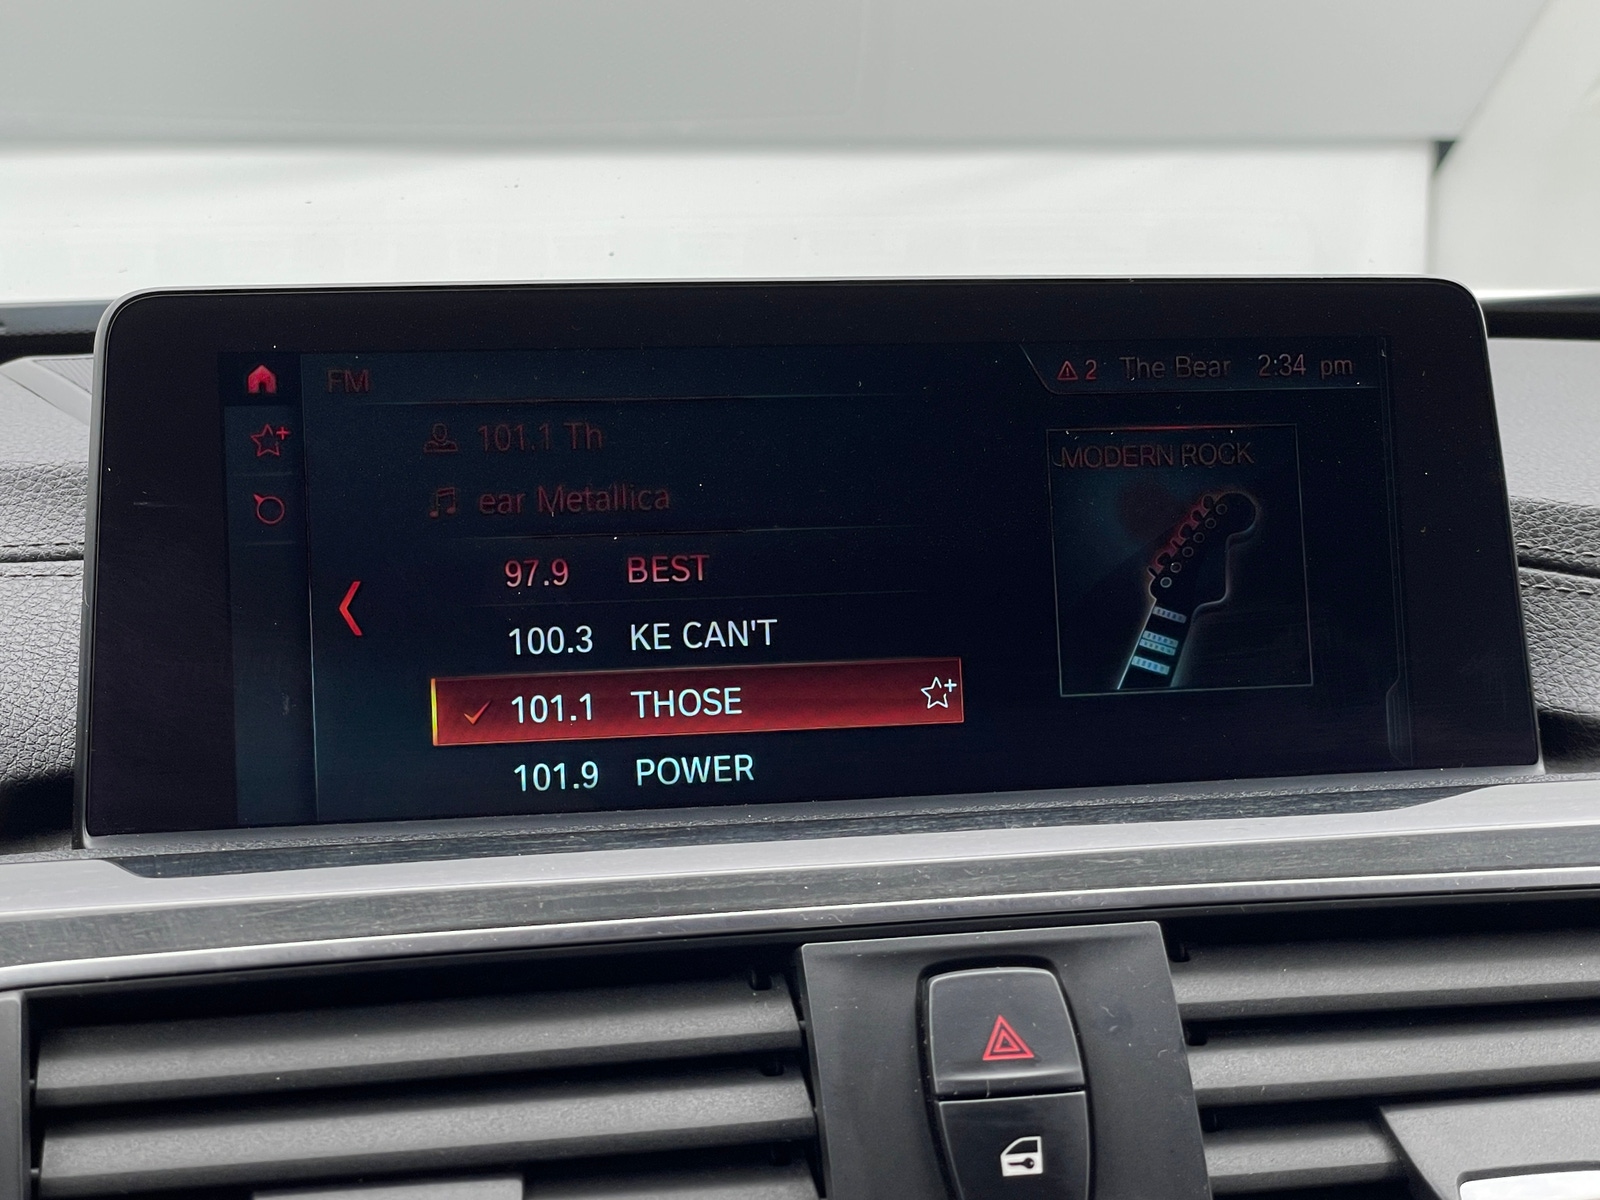 FM
2 The Bear 2:34 pm
101.1 Th
ear Metallica
MODERN ROCK
97.9 BEST
100.3 KE CAN'T
101.1 THOSE
101.9 POWER